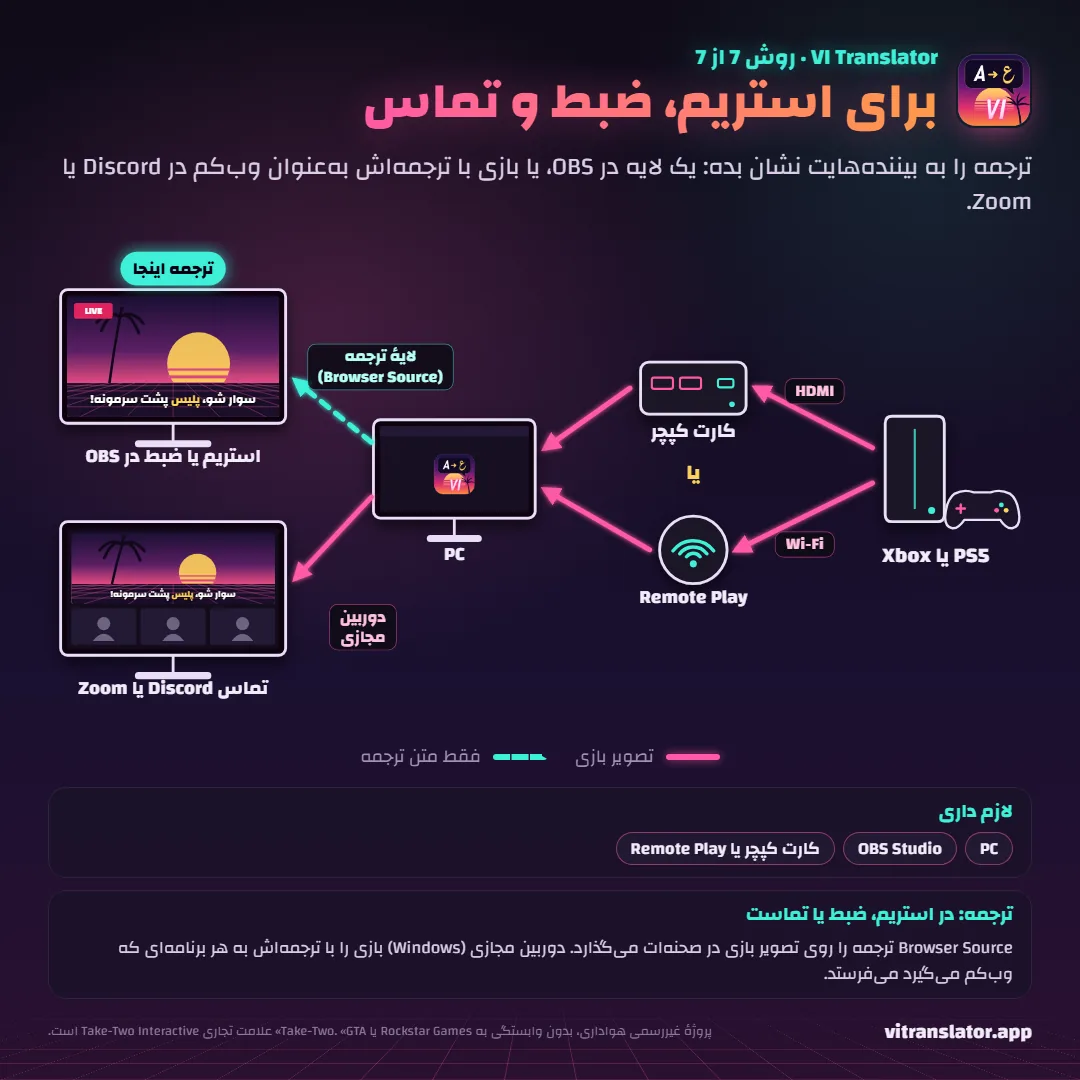 VI Translator · روش 7 از 7
برای استریم، ضبط و تماس
A→ع
VI
ترجمه را به بیننده‌هایت نشان بده: یک لایه در OBS، یا بازی با ترجمه‌اش به‌عنوان وب‌کم در Discord یا
Zoom.
ترجمه اینجا
LIVE
سوار شو، پلیس پشت سرمونه!
استریم یا ضبط در OBS
لایهٔ ترجمه
(Browser Source)
A→ع
VI
PC
کارت کپچر
HDMI
یا
Wi-Fi
Remote Play
PS5 یا Xbox
سوار شو، پلیس پشت سرمونه!
دوربین
مجازی
تماس Discord یا Zoom
تصویر بازی
فقط متن ترجمه
لازم داری
PC
OBS Studio
کارت کپچر یا Remote Play
ترجمه: در استریم، ضبط یا تماست
Browser Source ترجمه را روی تصویر بازی در صحنه‌ات می‌گذارد. دوربین مجازی (Windows) بازی را با ترجمه‌اش به هر برنامه‌ای که
وب‌کم می‌گیرد می‌فرستد.
vitranslator.app
پروژهٔ غیررسمی هواداری، بدون وابستگی به Rockstar Games یا Take-Two. «GTA» علامت تجاری Take-Two Interactive است.